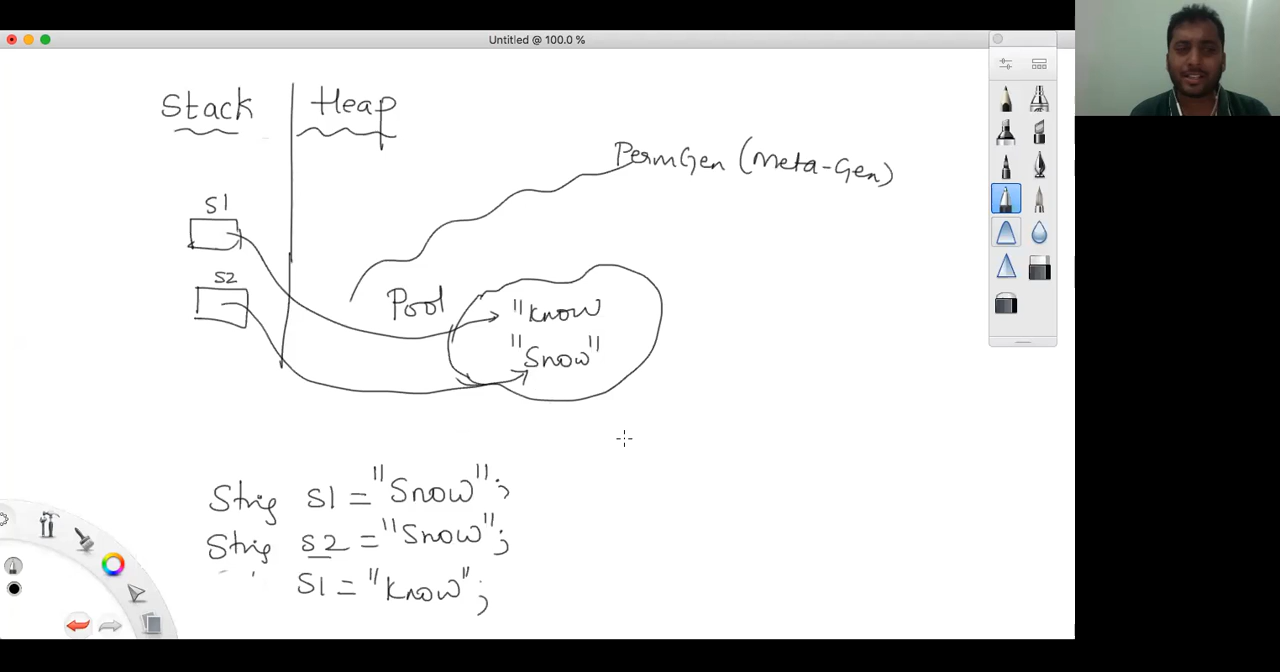 Untitled @ 100.0 %
Stack Heap
PermGen (Meta-Gen)
S1
S2
Pool
"Know
"Snow"
Strig S1 = "Snow";
Strig S2 = "Snow";
S1 = "Know";